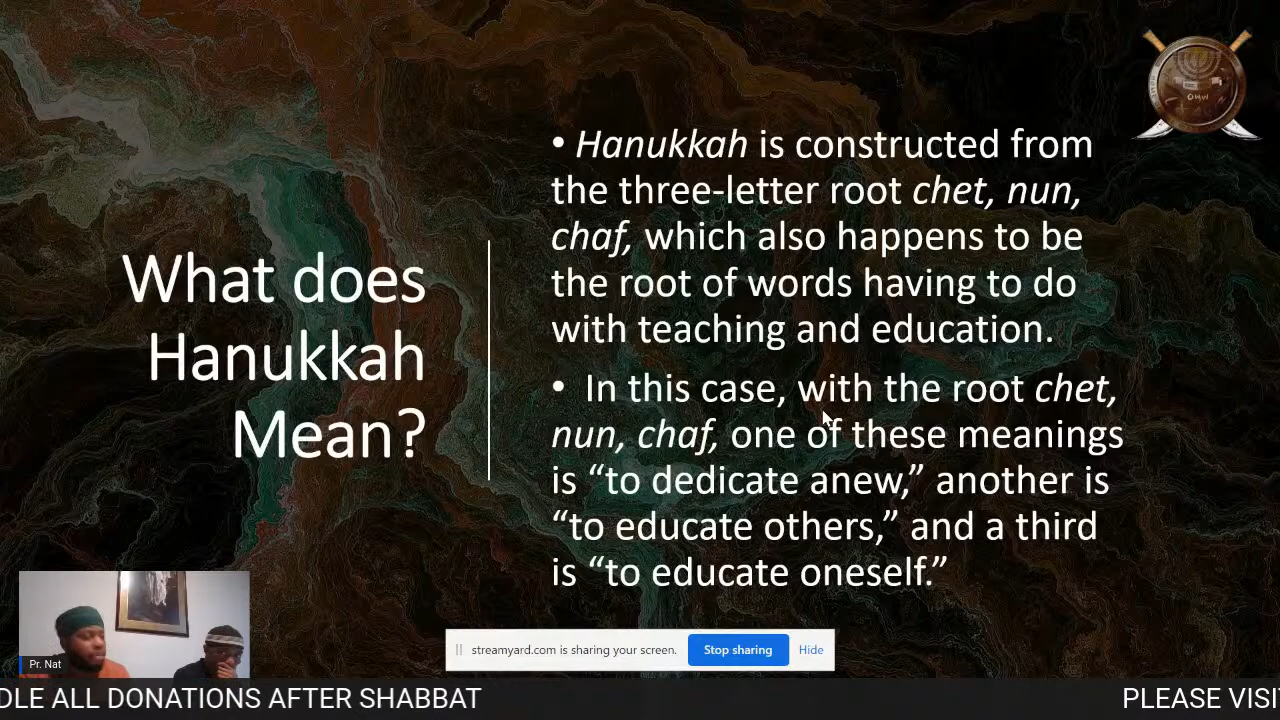 What does
Hanukkah
Mean?
• Hanukkah is constructed from
the three-letter root chet, nun,
chaf, which also happens to be
the root of words having to do
with teaching and education.
• In this case, with the root chet,
nun, chaf, one of these meanings
is “to dedicate anew,” another is
“to educate others,” and a third
is “to educate oneself.”
OMW
Pr. Nat
streamyard.com is sharing your screen.
Stop sharing
Hide
DLE ALL DONATIONS AFTER SHABBAT
PLEASE VISI